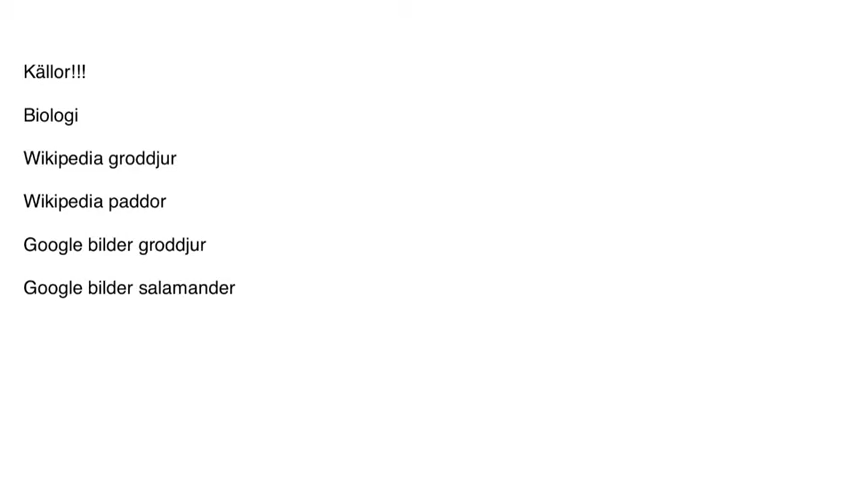 Källor!!!
Biologi
Wikipedia groddjur
Wikipedia paddor
Google bilder groddjur
Google bilder salamander